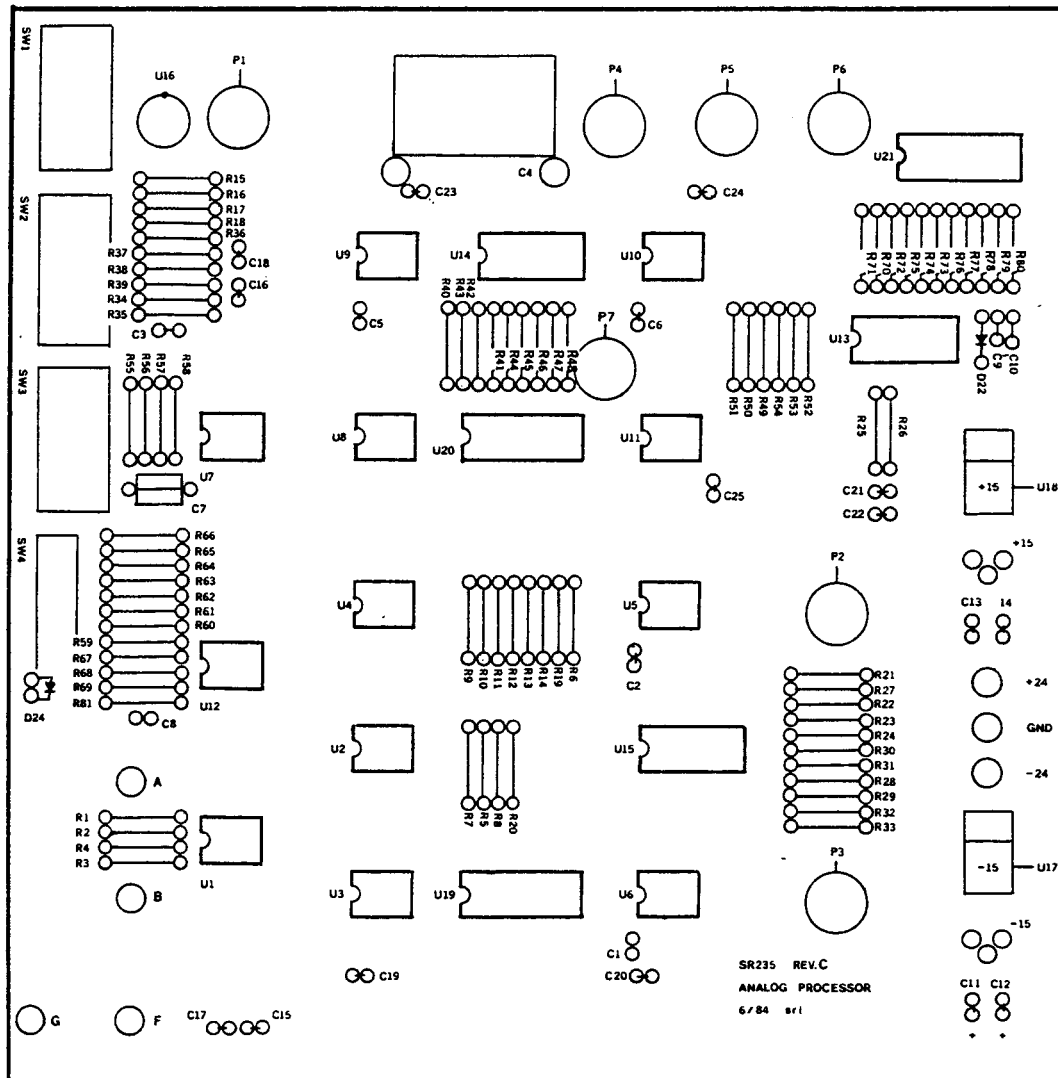 SW1
U16
P1
P4
P5
P6
C4
U21
C23
C24
R15
R16
R17
R18
R36
R37
R38
R39
R34
R35
C18
C16
C3
SW2
U9
U14
U10
R71
R70
R72
R75
R74
R73
R76
R77
R78
R79
R80
R40
R43
R42
C5
C6
P7
R41
R44
R45
R46
R47
R48
U13
C9
C10
D22
R55
R56
R57
R58
SW3
U7
C7
U8
U20
U11
R51
R50
R49
R54
R53
R52
R25
R26
C25
C21
C22
+15
U18
SW4
R66
R65
R64
R63
R62
R61
R60
R59
R67
R68
R69
R81
U12
D24
C8
U4
R9
R10
R11
R12
R13
R14
R19
R6
U5
C2
P2
+15
C13
14
R21
R27
R22
R23
R24
R30
R31
R28
R29
R32
R33
+24
GND
-24
A
U2
R7
R5
R8
R20
U15
R1
R2
R4
R3
U1
B
U3
U19
U6
P3
-15
U17
C1
C19
C20
-15
SR235 REV.C
ANALOG PROCESSOR
6/84 srl
C11
C12
+
+
G
F
C17
C15